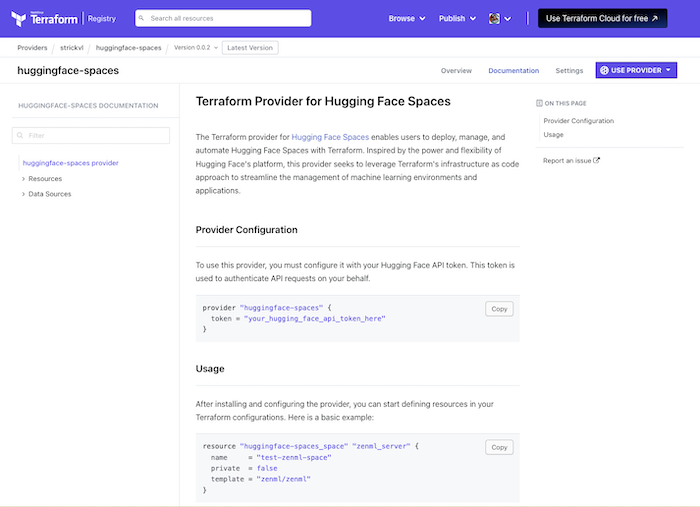 HashiCorp
Terraform
Registry
Search all resources
Browse
Publish
Use Terraform Cloud for free ↗
Providers / strickvl / huggingface-spaces / Version 0.0.2
Latest Version
huggingface-spaces
Overview
Documentation
Settings
USE PROVIDER
HUGGINGFACE-SPACES DOCUMENTATION
Filter
huggingface-spaces provider
> Resources
> Data Sources
Terraform Provider for Hugging Face Spaces
The Terraform provider for Hugging Face Spaces enables users to deploy, manage, and
automate Hugging Face Spaces with Terraform. Inspired by the power and flexibility of
Hugging Face's platform, this provider seeks to leverage Terraform's infrastructure as code
approach to streamline the management of machine learning environments and
applications.
Provider Configuration
To use this provider, you must configure it with your Hugging Face API token. This token is
used to authenticate API requests on your behalf.
provider "huggingface-spaces" {
  token = "your_hugging_face_api_token_here"
}
Copy
Usage
After installing and configuring the provider, you can start defining resources in your
Terraform configurations. Here is a basic example:
resource "huggingface-spaces_space" "zenml_server" {
  name     = "test-zenml-space"
  private  = false
  template = "zenml/zenml"
}
Copy
ON THIS PAGE
Provider Configuration
Usage
Report an issue